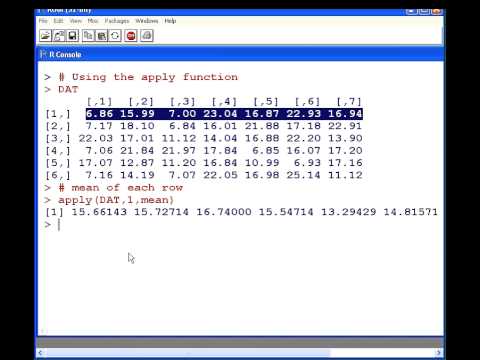 File Edit View Misc Packages Windows Help
R Console
> # Using the apply function
> DAT
[,1] [,2] [,3] [,4] [,5] [,6] [,7]
[1,] 6.86 15.99 7.00 23.04 16.87 22.93 16.94
[2,] 7.17 18.10 6.84 16.01 21.88 17.18 22.91
[3,] 22.03 17.01 11.12 14.04 16.88 22.20 13.90
[4,] 7.06 21.84 21.97 17.84 6.85 16.07 17.20
[5,] 17.07 12.87 11.20 16.84 10.99 6.93 17.16
[6,] 7.16 14.19 7.07 22.05 16.98 25.14 11.12
> # mean of each row
> apply(DAT,1,mean)
[1] 15.66143 15.72714 16.74000 15.54714 13.29429 14.81571
>